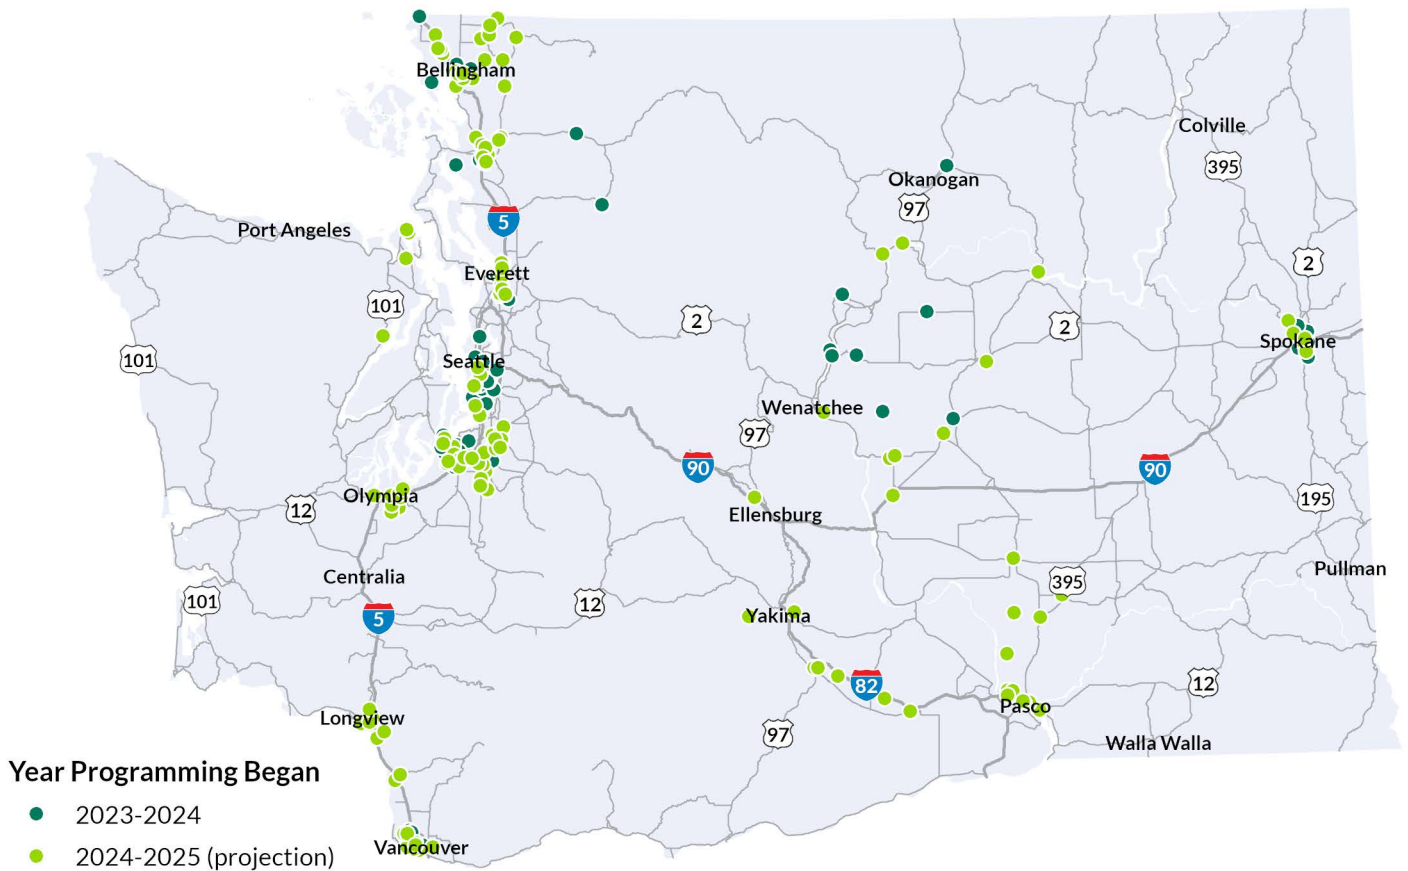 Bellingham
Colville
395
Okanogan
97
5
Port Angeles
2
Everett
101
2
2
Spokane
101
Seattle
Wenatchee
97
90
90
Olympia
12
195
Ellensburg
Pullman
Centralia
395
101
12
5
Yakima
82
12
Pasco
Longview
97
Walla Walla
Year Programming Began
2023-2024
2024-2025 (projection)
Vancouver